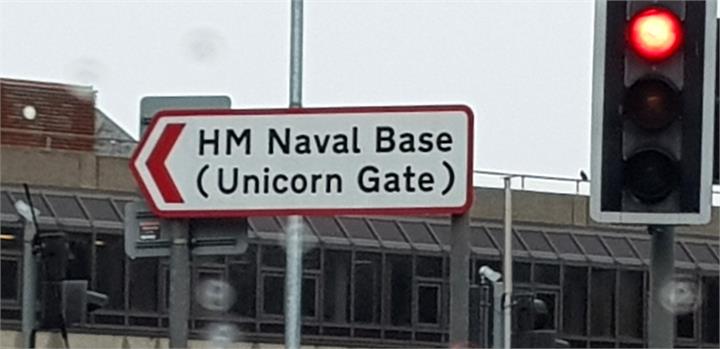 HM Naval Base
(Unicorn Gate)